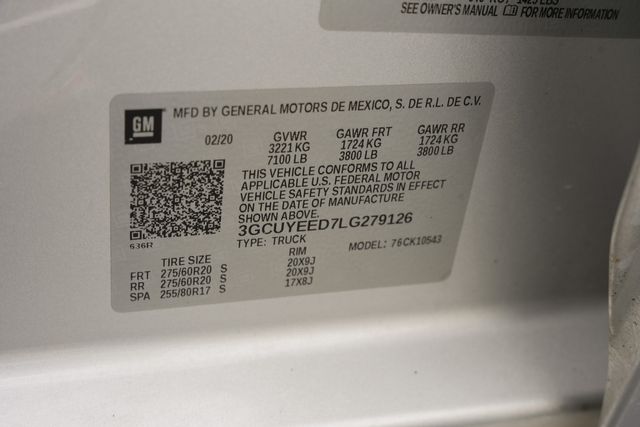 SEE OWNER'S MANUAL FOR MORE INFORMATION
GM
MFD BY GENERAL MOTORS DE MEXICO, S. DE R.L. DE C.V.
02/20
GVWR GAWR FRT GAWR RR
3221 KG 1724 KG 1724 KG
7100 LB 3800 LB 3800 LB
THIS VEHICLE CONFORMS TO ALL
APPLICABLE U.S. FEDERAL MOTOR
VEHICLE SAFETY STANDARDS IN EFFECT
ON THE DATE OF MANUFACTURE
SHOWN ABOVE.
3GCUYEED7LG279126
TYPE: TRUCK MODEL: 76CK10543
636R
TIRE SIZE RIM
FRT 275/60R20 S 20X9J
RR 275/60R20 S 20X9J
SPA 255/80R17 S 17X8J